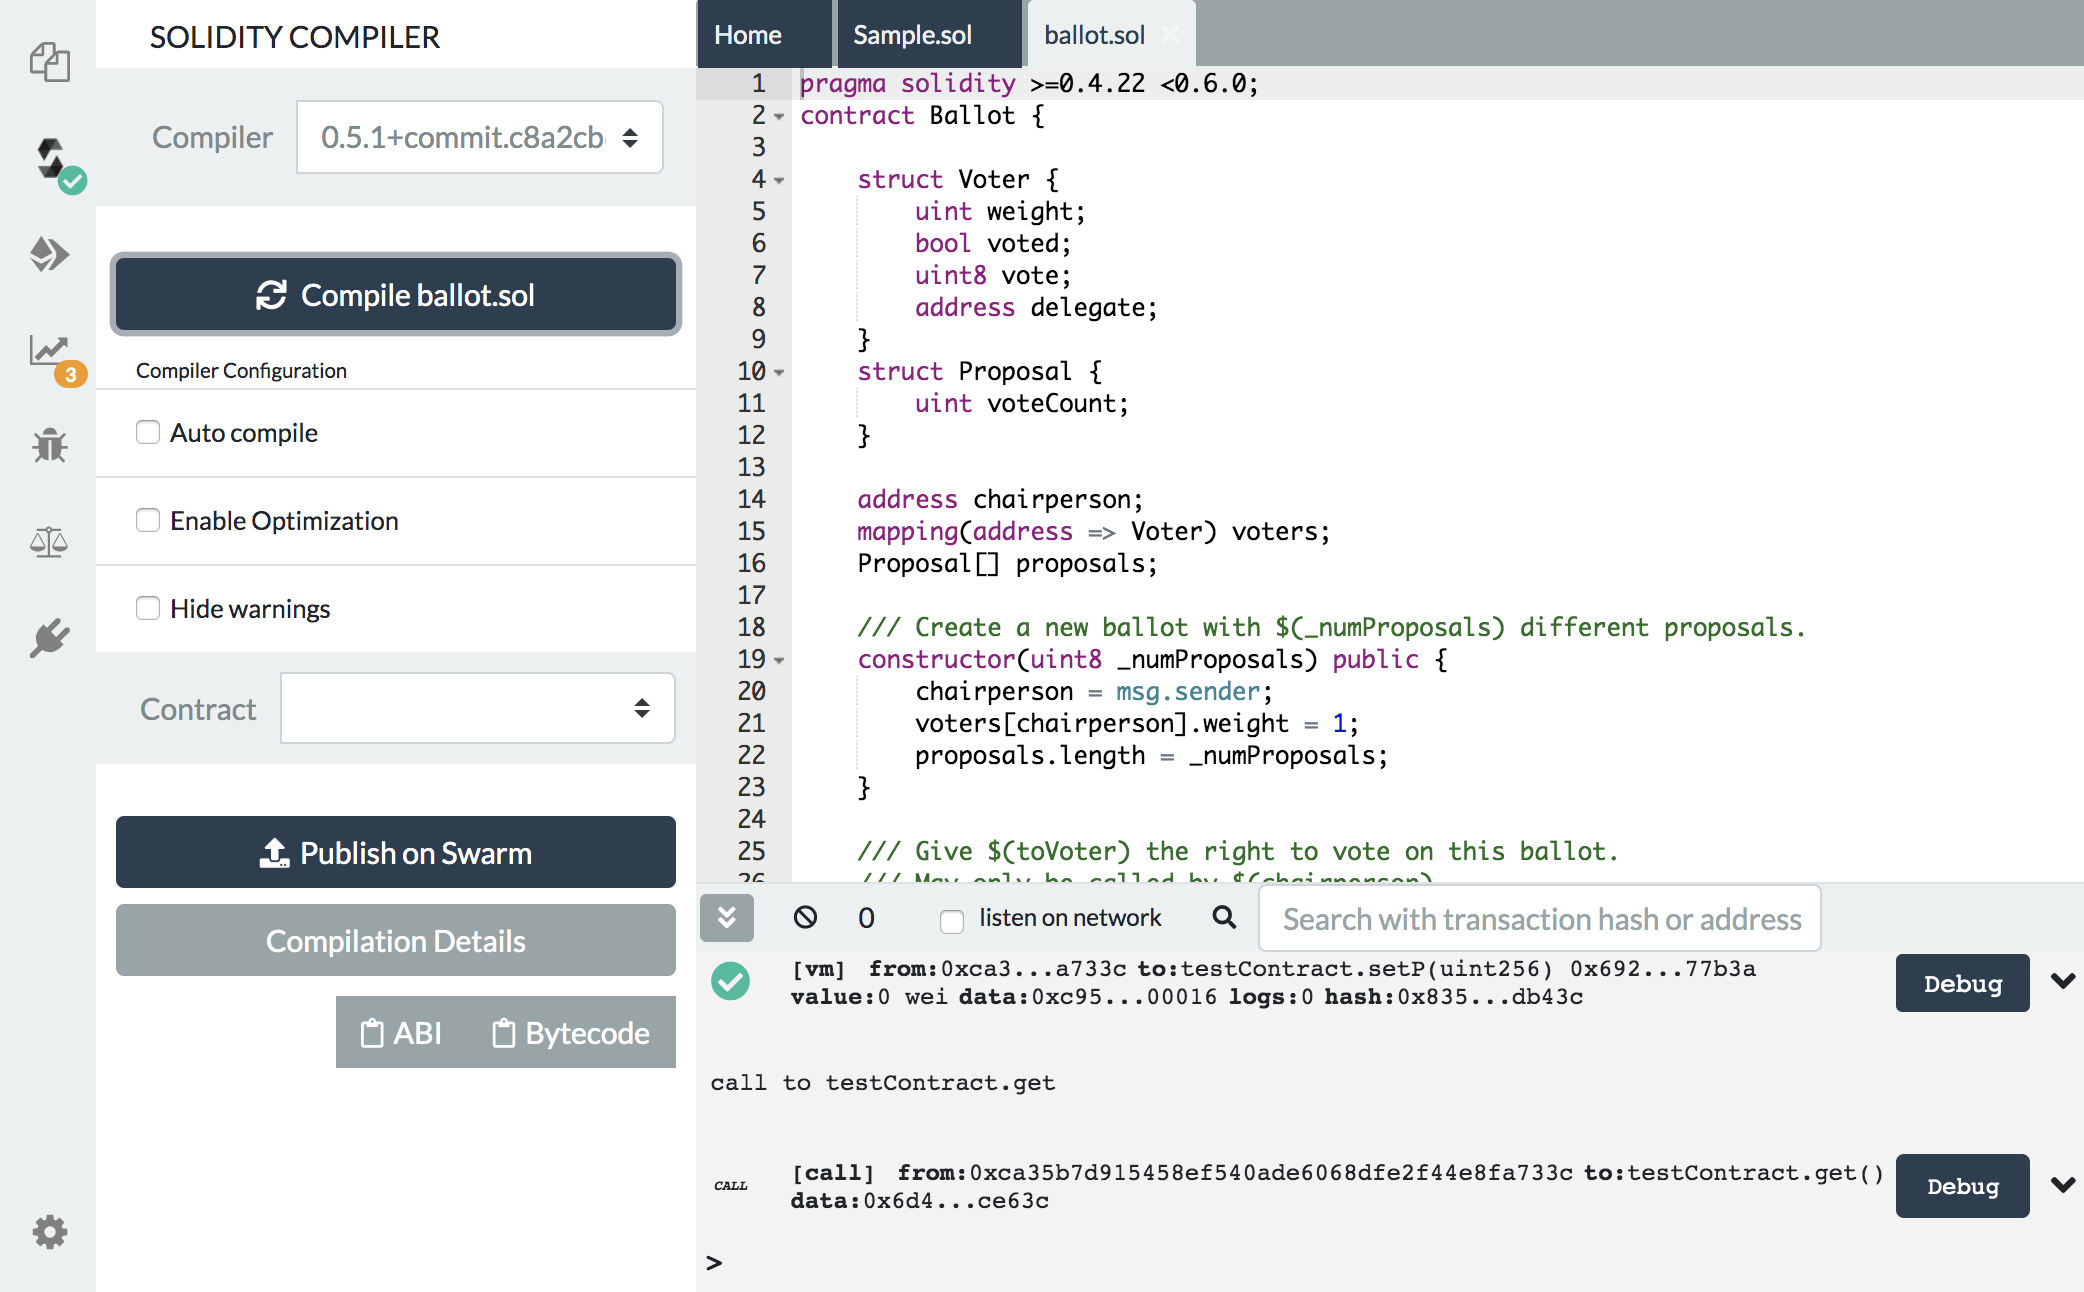 SOLIDITY COMPILER
Compiler
0.5.1+commit.c8a2cb
Compile ballot.sol
Compiler Configuration
Auto compile
Enable Optimization
Hide warnings
Contract
Publish on Swarm
Compilation Details
ABI
Bytecode
3
Home
Sample.sol
ballot.sol
1 pragma solidity >=0.4.22 <0.6.0;
2 contract Ballot {
3
4 struct Voter {
5 uint weight;
6 bool voted;
7 uint8 vote;
8 address delegate;
9 }
10 struct Proposal {
11 uint voteCount;
12 }
13
14 address chairperson;
15 mapping(address => Voter) voters;
16 Proposal[] proposals;
17
18 /// Create a new ballot with $(_numProposals) different proposals.
19 constructor(uint8 _numProposals) public {
20 chairperson = msg.sender;
21 voters[chairperson].weight = 1;
22 proposals.length = _numProposals;
23 }
24
25 /// Give $(toVoter) the right to vote on this ballot.
26 /// May only be called by $(chairperson)
0
listen on network
Search with transaction hash or address
[vm] from:0xca3...a733c to:testContract.setP(uint256) 0x692...77b3a
value:0 wei data:0xc95...00016 logs:0 hash:0x835...db43c
Debug
call to testContract.get
CALL
[call] from:0xca35b7d915458ef540ade6068dfe2f44e8fa733c to:testContract.get()
data:0x6d4...ce63c
Debug
>